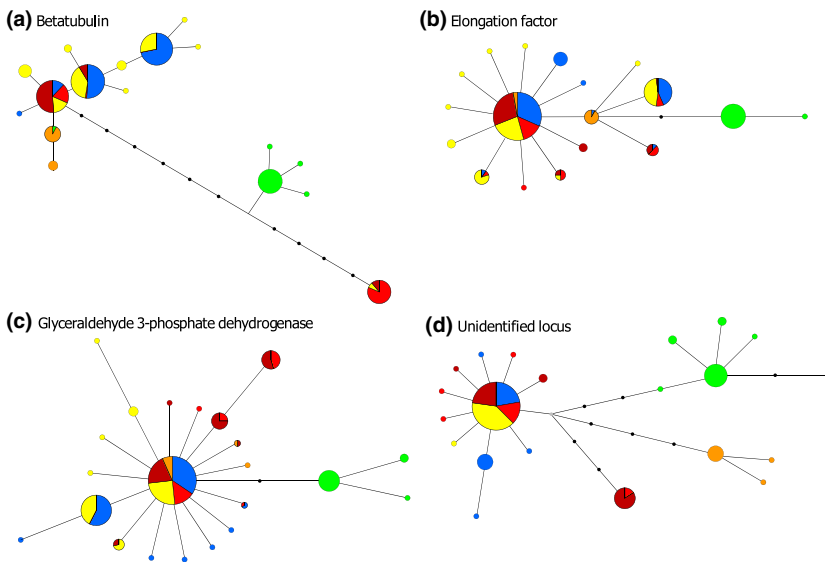 (a) Betatubulin
(b) Elongation factor
(c) Glyceraldehyde 3-phosphate dehydrogenase
(d) Unidentified locus